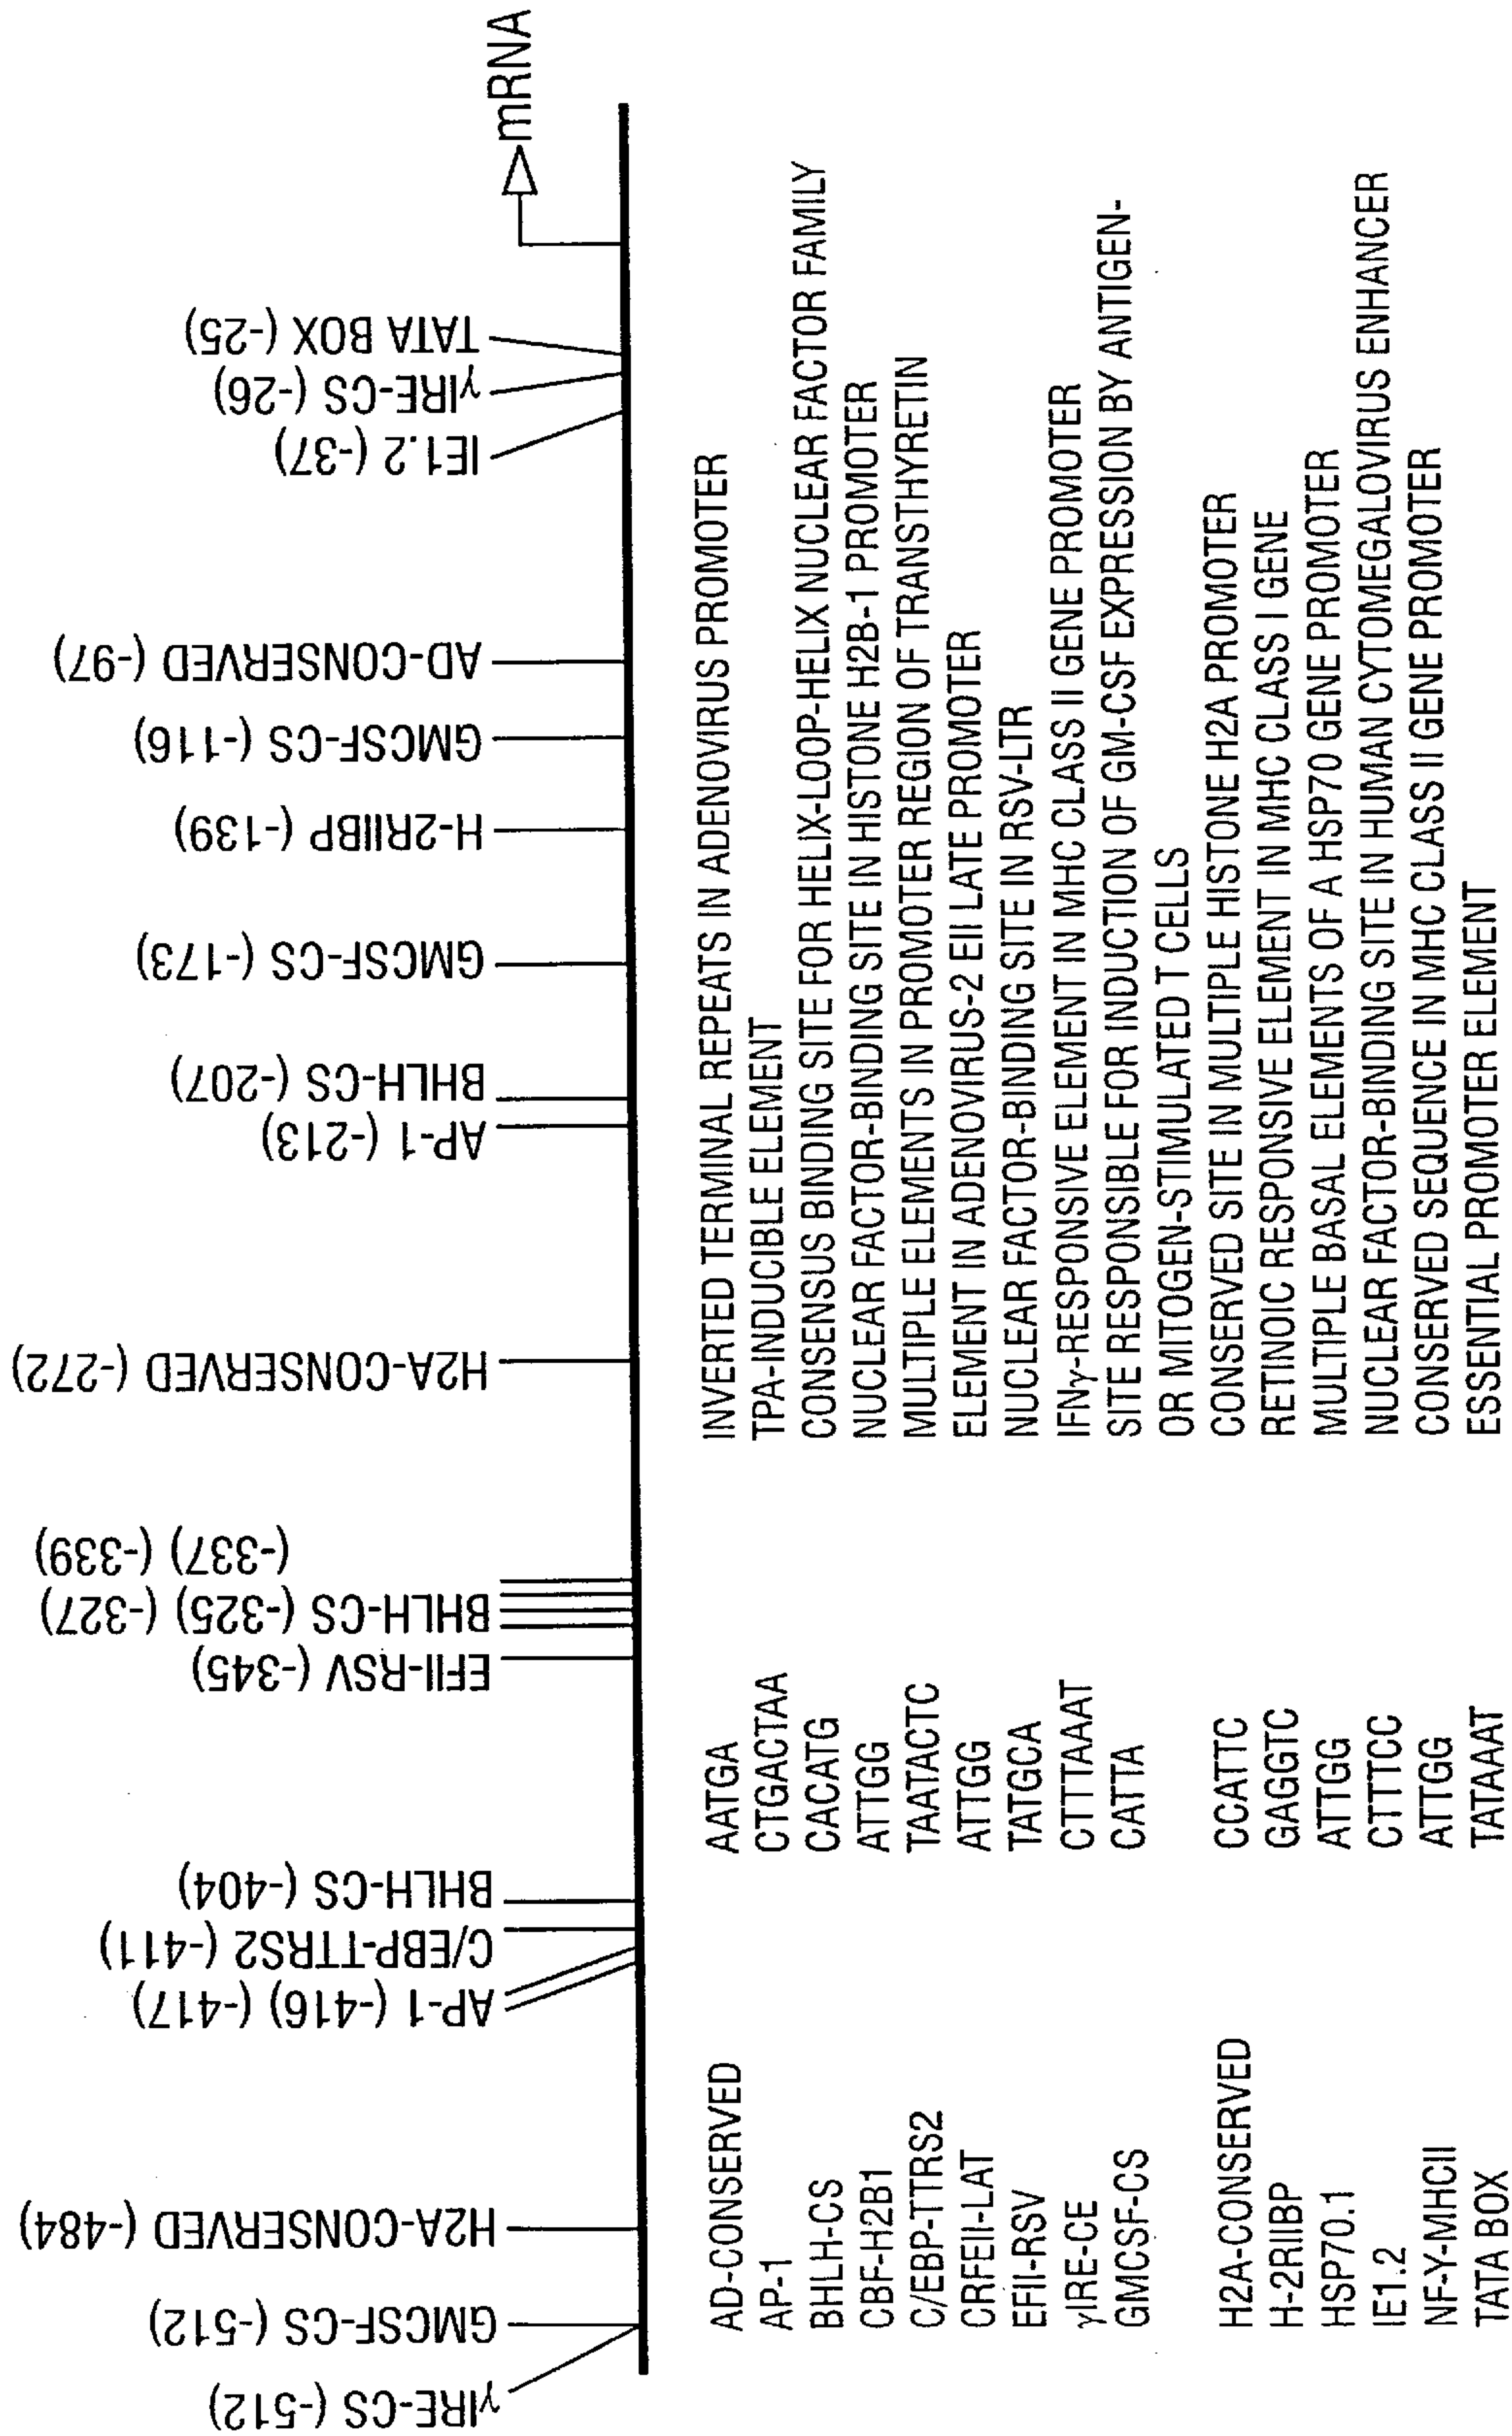 γIRE-CS (-512)
GMCSF-CS (-512)
H2A-CONSERVED (-484)
AP-1 (-416) (-417)
C/EBP-TTRS2 (-411)
BHLH-CS (-404)
EFII-RSV (-345)
BHLH-CS (-325) (-327)
(-337) (-339)
H2A-CONSERVED (-272)
AP-1 (-213)
BHLH-CS (-207)
GMCSF-CS (-173)
H-2RIIBP (-139)
GMCSF-CS (-116)
AD-CONSERVED (-97)
IE1.2 (-37)
γIRE-CS (-26)
TATA BOX (-25)
mRNA
AD-CONSERVED AATGA INVERTED TERMINAL REPEATS IN ADENOVIRUS PROMOTER
AP-1 CTGACTAA TPA-INDUCIBLE ELEMENT
BHLH-CS CACATG CONSENSUS BINDING SITE FOR HELIX-LOOP-HELIX NUCLEAR FACTOR FAMILY
CBF-H2B1 ATTGG NUCLEAR FACTOR-BINDING SITE IN HISTONE H2B-1 PROMOTER
C/EBP-TTRS2 TAATACTC MULTIPLE ELEMENTS IN PROMOTER REGION OF TRANSTHYRETIN
CRFEII-LAT ATTGG ELEMENT IN ADENOVIRUS-2 EII LATE PROMOTER
EFII-RSV TATGCA NUCLEAR FACTOR-BINDING SITE IN RSV-LTR
γIRE-CE CTTTAAAT IFNγ-RESPONSIVE ELEMENT IN MHC CLASS II GENE PROMOTER
GMCSF-CS CATTA SITE RESPONSIBLE FOR INDUCTION OF GM-CSF EXPRESSION BY ANTIGEN-
OR MITOGEN-STIMULATED T CELLS
H2A-CONSERVED CCATTC CONSERVED SITE IN MULTIPLE HISTONE H2A PROMOTER
H-2RIIBP GAGGTC RETINOIC RESPONSIVE ELEMENT IN MHC CLASS I GENE
HSP70.1 ATTGG MULTIPLE BASAL ELEMENTS OF A HSP70 GENE PROMOTER
IE1.2 CTTTCC NUCLEAR FACTOR-BINDING SITE IN HUMAN CYTOMEGALOVIRUS ENHANCER
NF-Y-MHCII ATTGG CONSERVED SEQUENCE IN MHC CLASS II GENE PROMOTER
TATA BOX TATAAAT ESSENTIAL PROMOTER ELEMENT